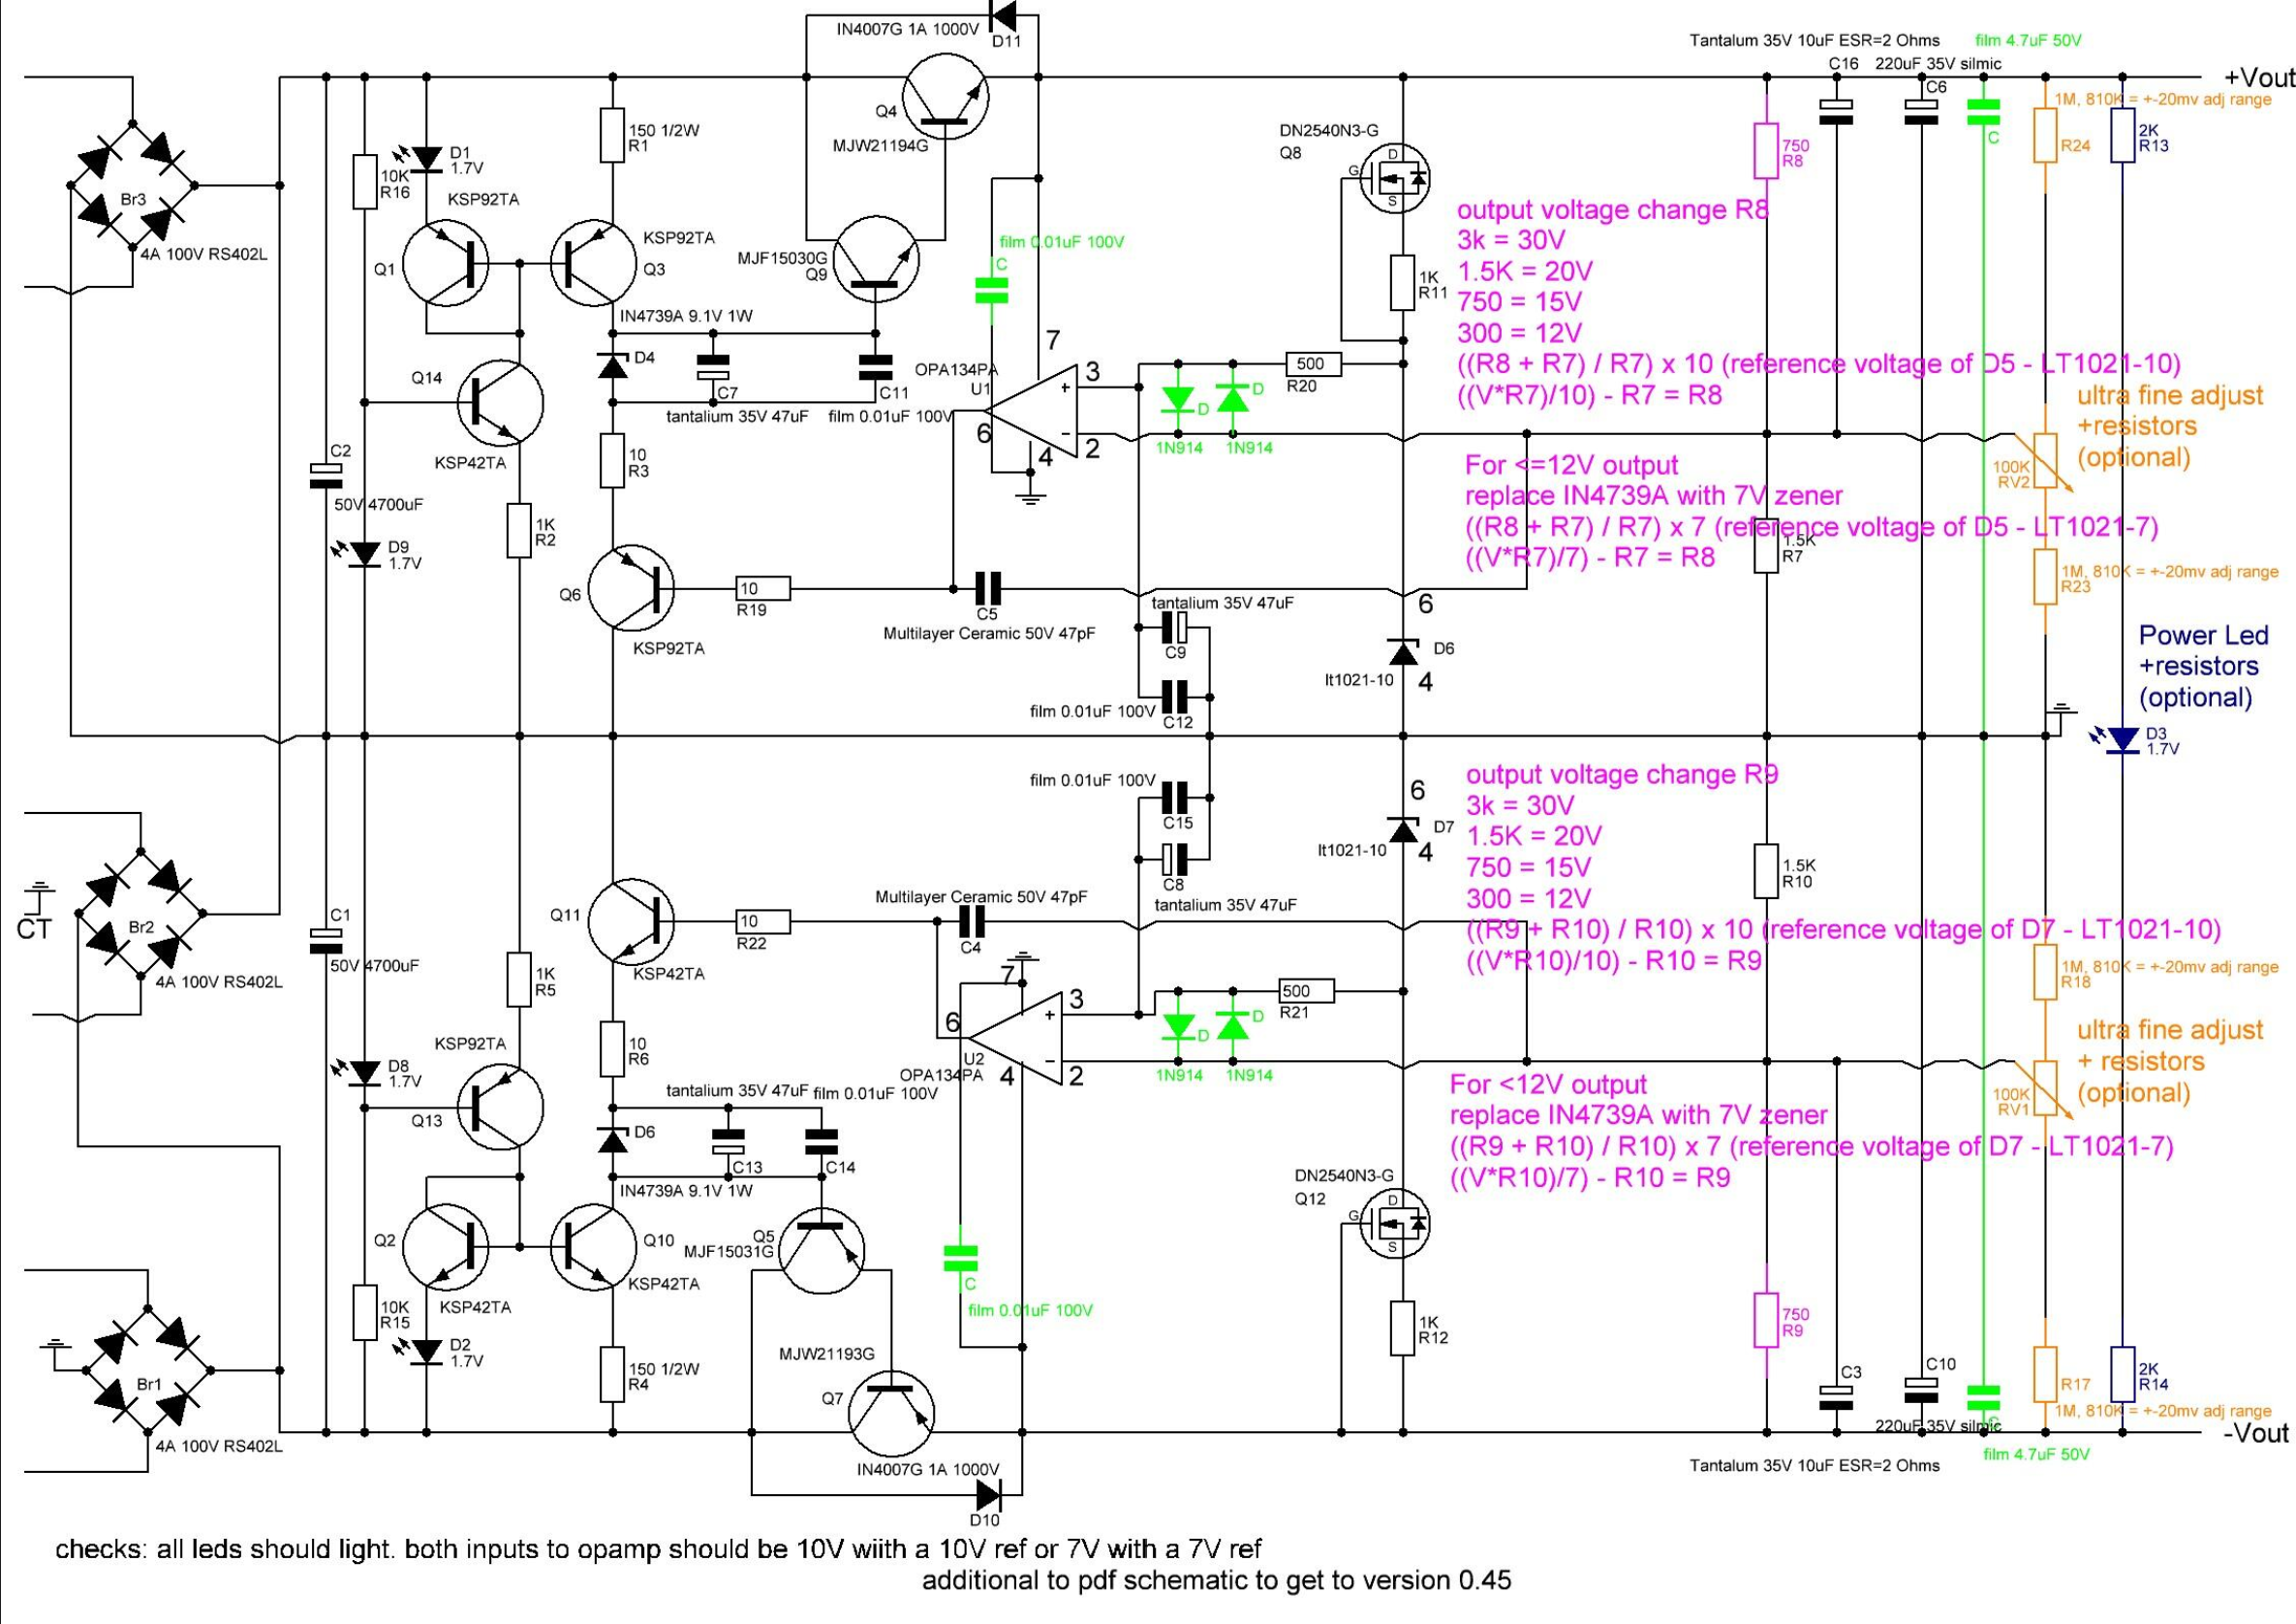 IN4007G 1A 1000V
D11
Tantalum 35V 10uF ESR=2 Ohms
film 4.7uF 50V
C16
220uF 35V silmic
C6
+Vout
1M, 810K = +-20mv adj range
C
R24
2K
R13
Q4
MJW21194G
150 1/2W
R1
D1
1.7V
10K
R16
Br3
4A 100V RS402L
KSP92TA
Q1
KSP92TA
Q3
MJF15030G
Q9
film 0.01uF 100V
C
DN2540N3-G
Q8
D
G
S
750
R8
output voltage change R8
3k = 30V
1.5K = 20V
750 = 15V
300 = 12V
((R8 + R7) / R7) x 10 (reference voltage of D5 - LT1021-10)
((V*R7)/10) - R7 = R8
1K
R11
IN4739A 9.1V 1W
D4
C7
C11
tantalium 35V 47uF
film 0.01uF 100V
Q14
KSP42TA
OPA134PA
U1
7
3
+
-
2
6
4
500
R20
D
D
1N914
1N914
ultra fine adjust
+resistors
(optional)
100K
RV2
C2
50V 4700uF
10
R3
1K
R2
D9
1.7V
For <=12V output
replace IN4739A with 7V zener
((R8 + R7) / R7) x 7 (reference voltage of D5 - LT1021-7)
((V*R7)/7) - R7 = R8
1.5K
R7
1M, 810K = +-20mv adj range
R23
Q6
KSP92TA
10
R19
C5
Multilayer Ceramic 50V 47pF
tantalium 35V 47uF
C9
film 0.01uF 100V
C12
6
D6
lt1021-10
4
Power Led
+resistors
(optional)
D3
1.7V
film 0.01uF 100V
C15
C8
tantalium 35V 47uF
6
D7
lt1021-10
4
output voltage change R9
3k = 30V
1.5K = 20V
750 = 15V
300 = 12V
((R9 + R10) / R10) x 10 (reference voltage of D7 - LT1021-10)
((V*R10)/10) - R10 = R9
1.5K
R10
CT
Br2
4A 100V RS402L
C1
50V 4700uF
Q11
KSP42TA
10
R22
Multilayer Ceramic 50V 47pF
C4
1K
R5
10
R6
7
6
U2
OPA134PA
4
3
+
-
2
500
R21
D
D
1N914
1N914
1M, 810K = +-20mv adj range
R18
ultra fine adjust
+ resistors
(optional)
100K
RV1
KSP92TA
Q13
D8
1.7V
tantalium 35V 47uF
film 0.01uF 100V
D6
C13
C14
IN4739A 9.1V 1W
For <12V output
replace IN4739A with 7V zener
((R9 + R10) / R10) x 7 (reference voltage of D7 - LT1021-7)
((V*R10)/7) - R10 = R9
DN2540N3-G
Q12
D
G
S
Q2
KSP42TA
Q10
KSP42TA
Q5
MJF15031G
C
film 0.01uF 100V
10K
R15
D2
1.7V
150 1/2W
R4
MJW21193G
Q7
1K
R12
750
R9
Br1
4A 100V RS402L
C3
C10
220uF 35V silmic
C
R17
1M, 810K = +-20mv adj range
2K
R14
-Vout
film 4.7uF 50V
Tantalum 35V 10uF ESR=2 Ohms
IN4007G 1A 1000V
D10
checks: all leds should light. both inputs to opamp should be 10V wiith a 10V ref or 7V with a 7V ref
additional to pdf schematic to get to version 0.45